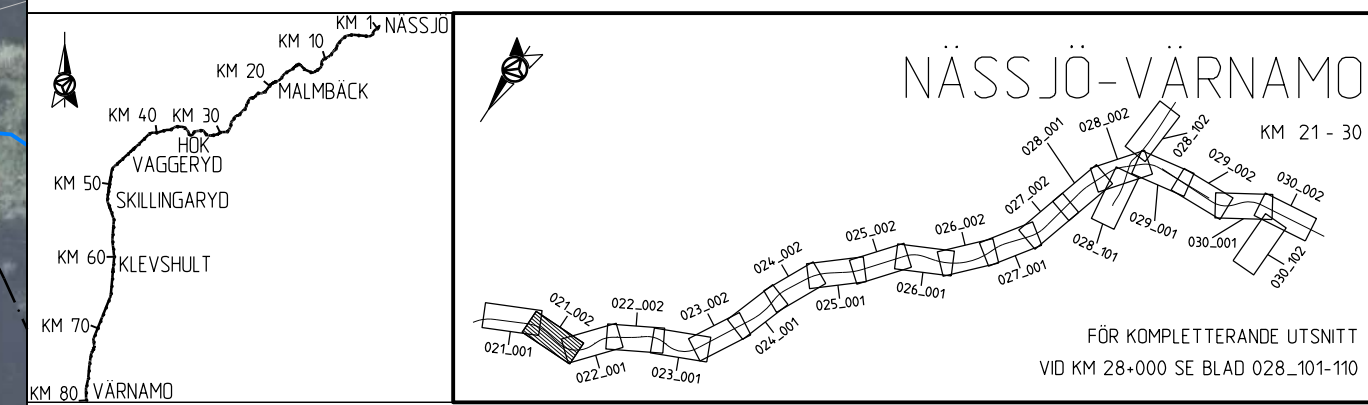 KM 1
NÄSSJÖ
KM 10
KM 20
MALMBÄCK
KM 40
KM 30
HOK
VAGGERYD
KM 50
SKILLINGARYD
KM 60
KLEVSHULT
KM 70
KM 80
VÄRNAMO
NÄSSJÖ-VÄRNAMO
KM 21 - 30
028_001
028_002
028_102
029_002
030_002
027_002
026_002
025_002
024_002
028_101
029_001
030_001
030_102
027_001
026_001
025_001
023_002
024_001
022_002
021_002
021_001
022_001
023_001
FÖR KOMPLETTERANDE UTSNITT
VID KM 28+000 SE BLAD 028_101-110